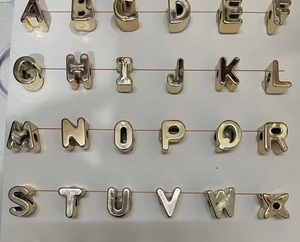 A B C D E F
G H I J K L
M N O P Q R
S T U V W X